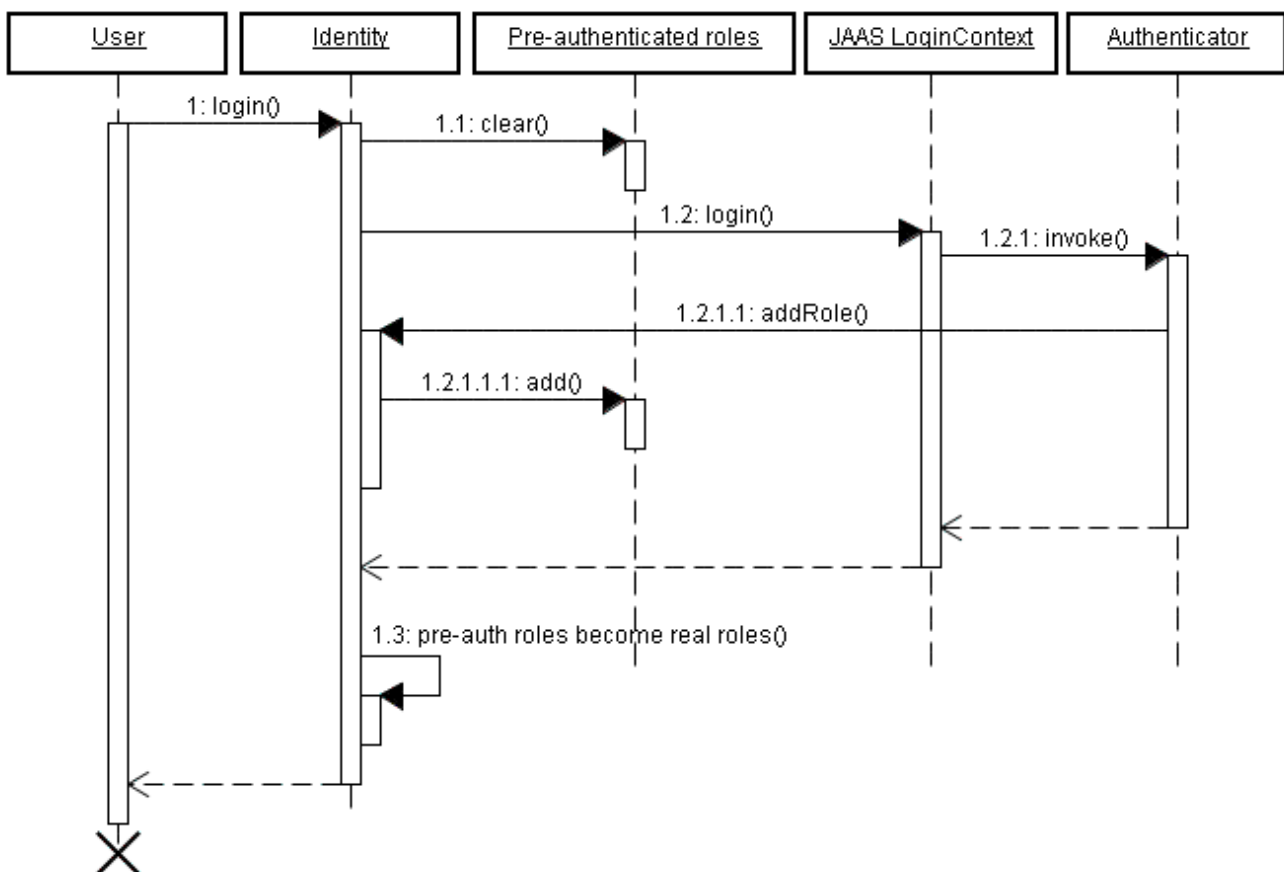 User
Identity
Pre-authenticated roles
JAAS LoginContext
Authenticator
1: login()
1.1: clear()
1.2: login()
1.2.1: invoke()
1.2.1.1: addRole()
1.2.1.1.1: add()
1.3: pre-auth roles become real roles()